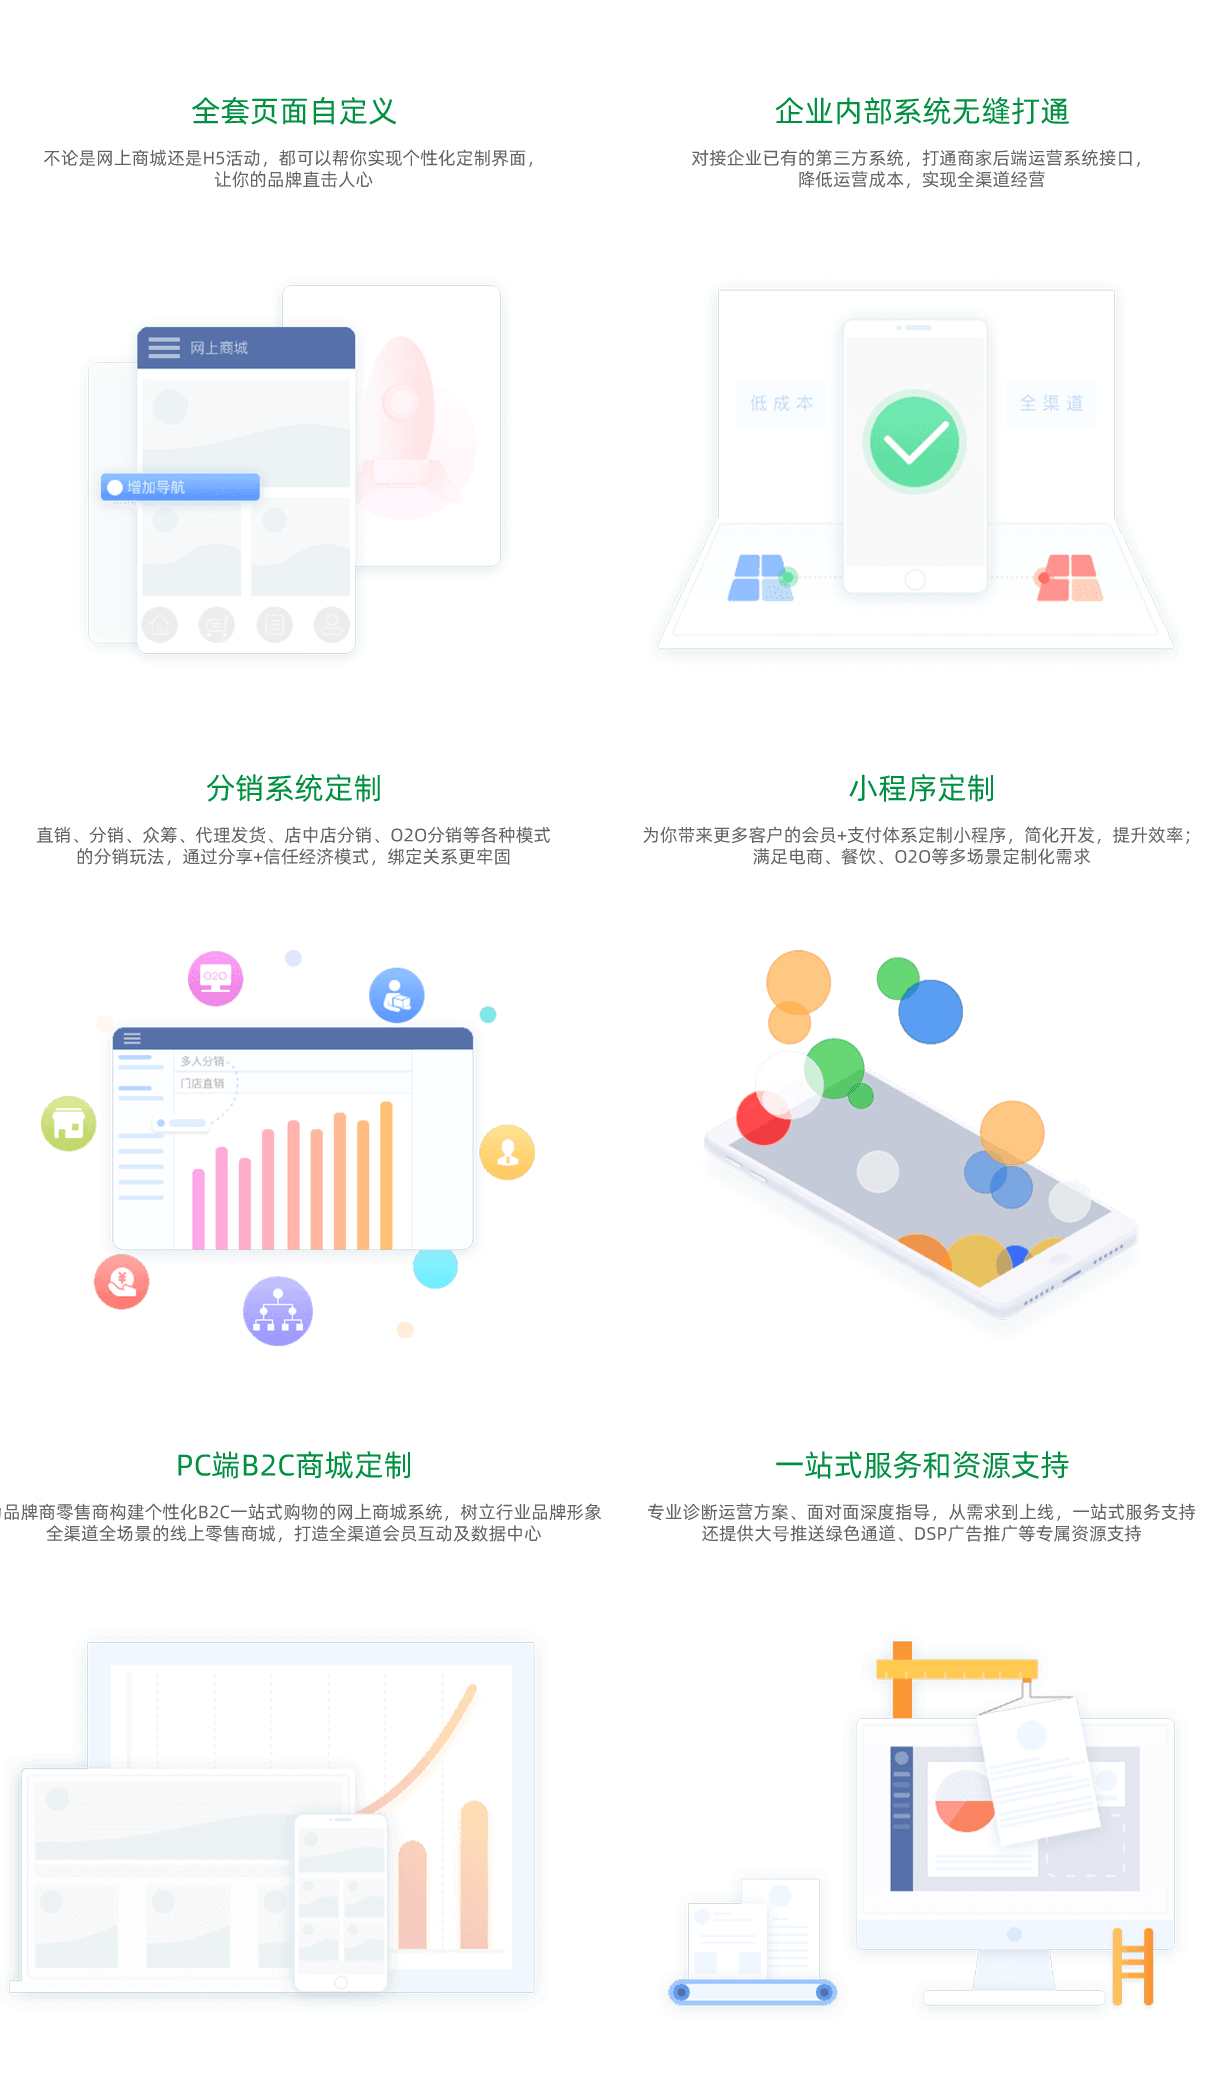 全套页面自定义
不论是网上商城还是H5活动，都可以帮你实现个性化定制界面，
让你的品牌直击人心
网上商城
增加导航
企业内部系统无缝打通
对接企业已有的第三方系统，打通商家后端运营系统接口，
降低运营成本，实现全渠道经营
低成本
全渠道
分销系统定制
直销、分销、众筹、代理发货、店中店分销、O2O分销等各种模式
的分销玩法，通过分享+信任经济模式，绑定关系更牢固
O2O
多人分销
门店直销
小程序定制
为你带来更多客户的会员+支付体系定制小程序，简化开发，提升效率；
满足电商、餐饮、O2O等多场景定制化需求
PC端B2C商城定制
品牌商零售商构建个性化B2C一站式购物的网上商城系统，树立行业品牌形象
全渠道全场景的线上零售商城，打造全渠道会员互动及数据中心
一站式服务和资源支持
专业诊断运营方案、面对面深度指导，从需求到上线，一站式服务支持
还提供大号推送绿色通道、DSP广告推广等专属资源支持